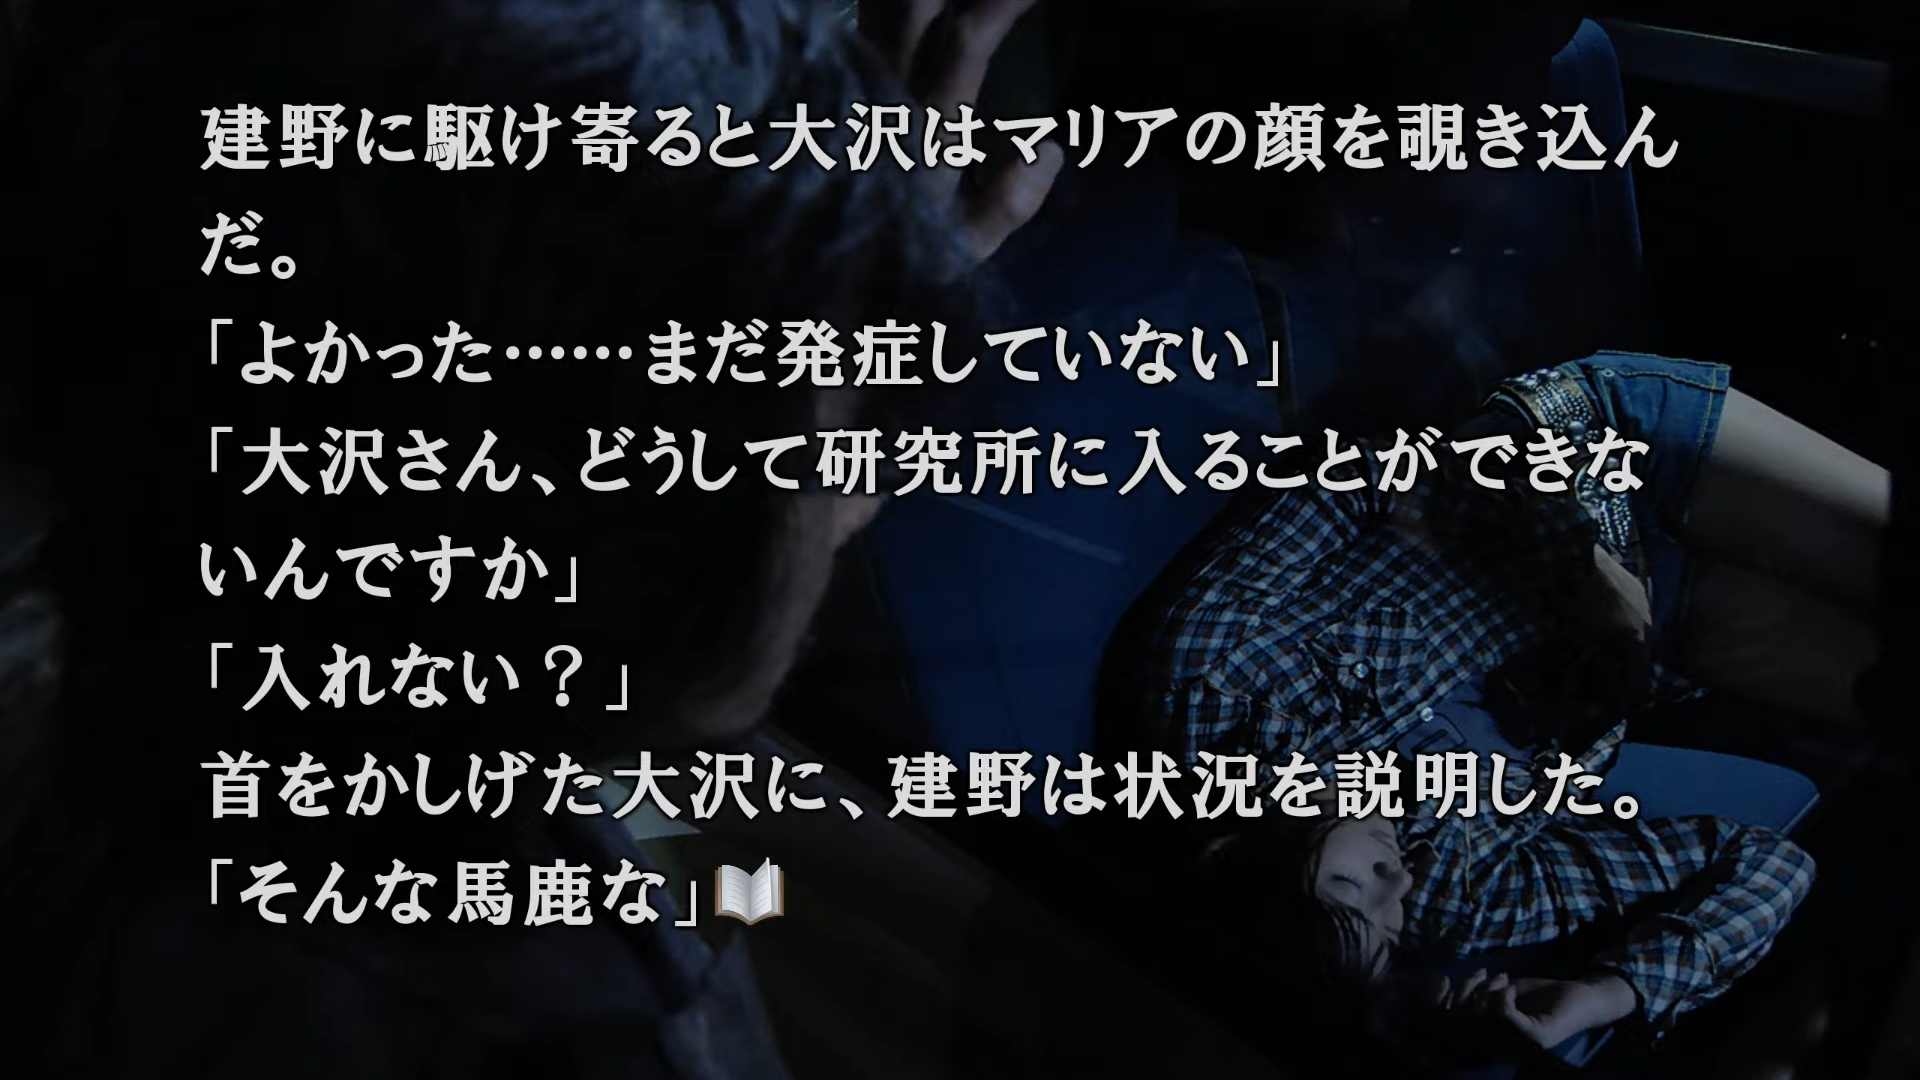 建野に駆け寄ると大沢はマリアの顔を覗き込ん
だ。
「よかった……まだ発症していない」
「大沢さん、どうして研究所に入ることができな
いんですか」
「入れない？」
首をかしげた大沢に、建野は状況を説明した。
「そんな馬鹿な」